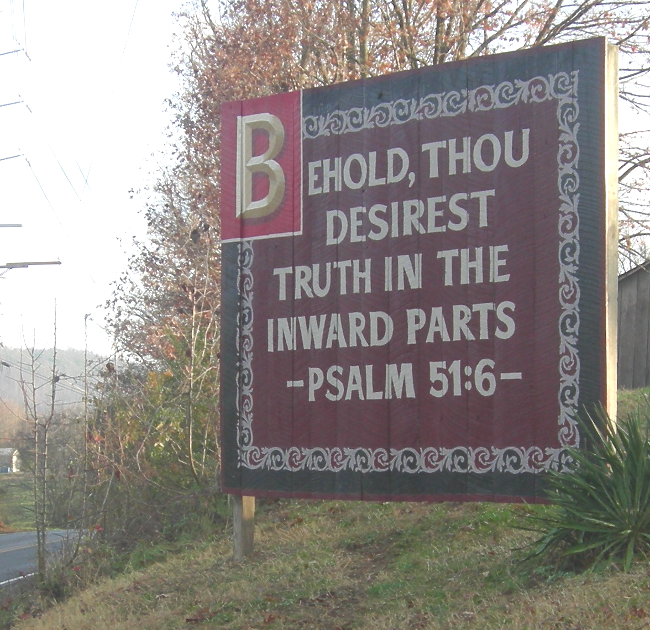 BEHOLD, THOU
DESIREST
TRUTH IN THE
INWARD PARTS
-PSALM 51:6-